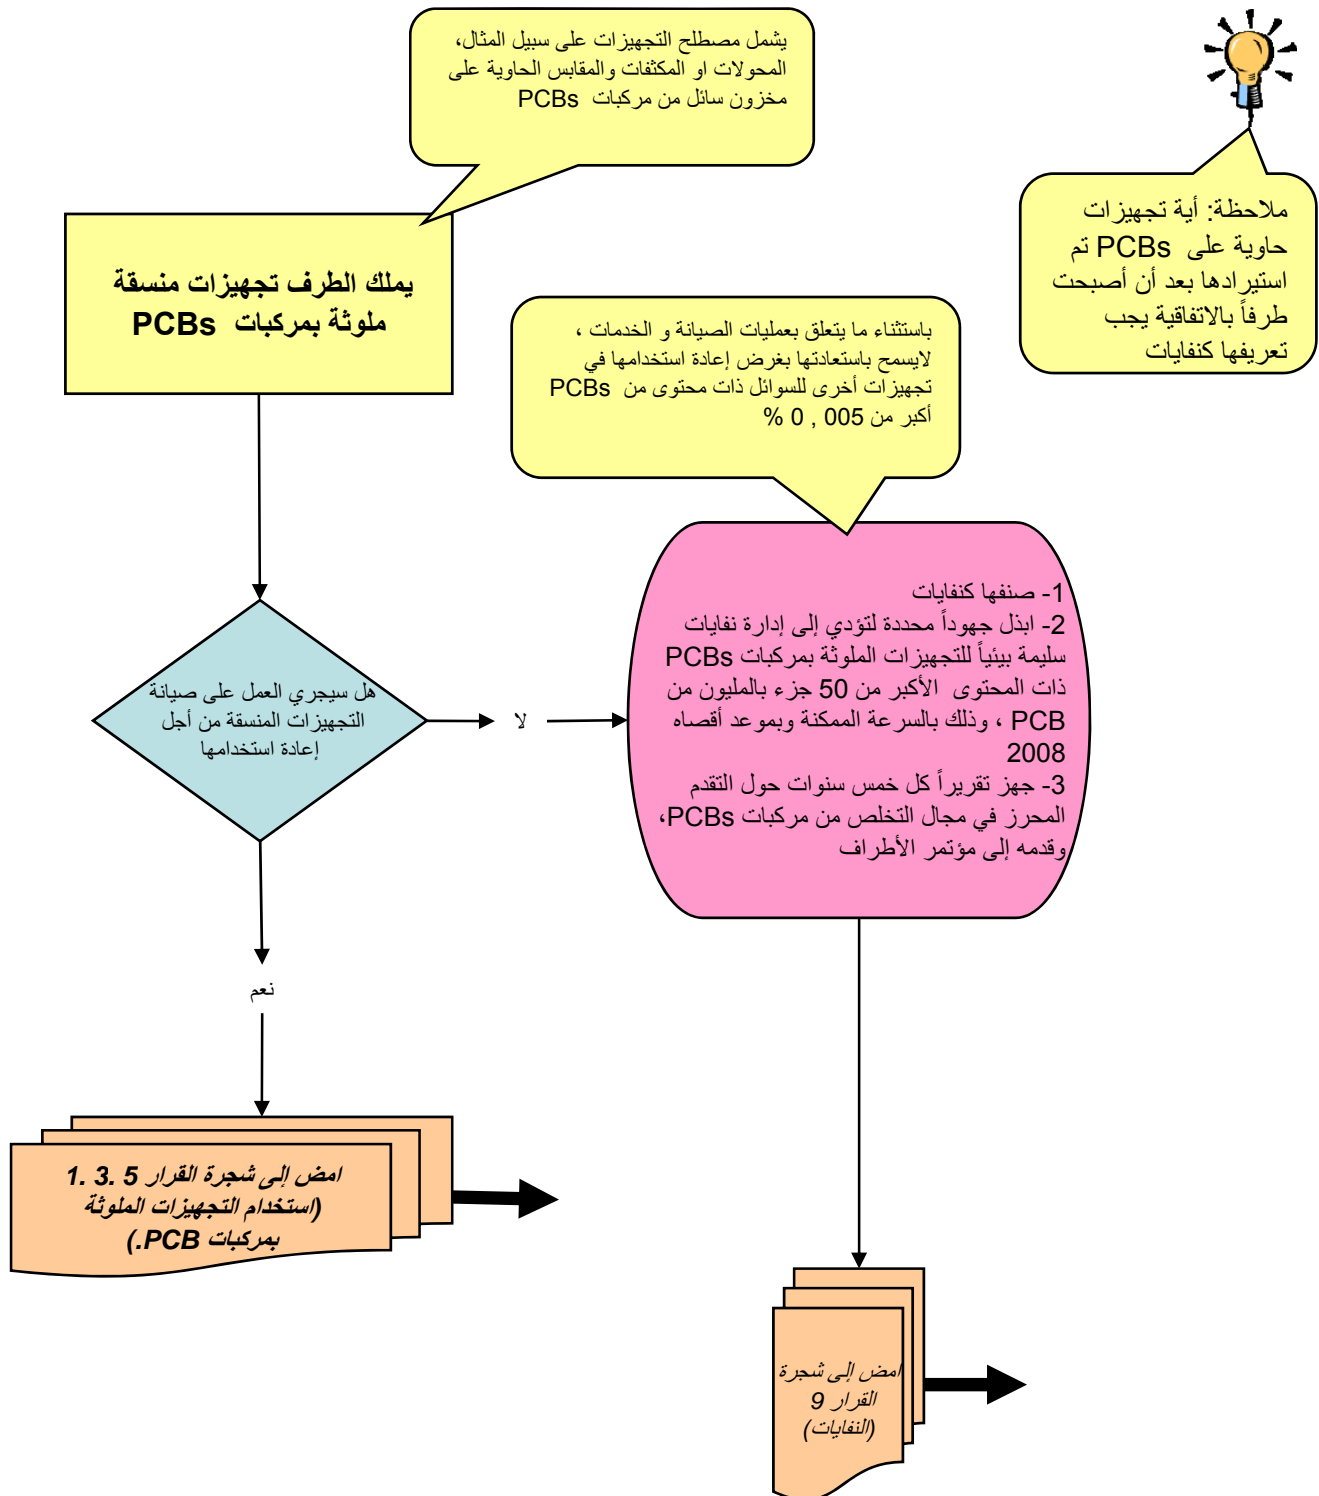 يشمل مصطلح التجهيزات على سبيل المثال،
المحولات او المكثفات والمقابس الحاوية على
مخزون سائل من مركبات PCBs
ملاحظة: أية تجهيزات
حاوية على PCBs تم
استيرادها بعد أن أصبحت
طرفاً بالاتفاقية يجب
تعريفها كنفايات
يملك الطرف تجهيزات منسقة
ملوثة بمركبات PCBs
باستثناء ما يتعلق بعمليات الصيانة و الخدمات ،
لايسمح باستعادتها بغرض إعادة استخدامها في
تجهيزات أخرى للسوائل ذات محتوى من PCBs
أكبر من 005 , 0 %
1- صنفها كنفايات
2- ابذل جهوداً محددة لتؤدي إلى إدارة نفايات
سليمة بيئياً للتجهيزات الملوثة بمركبات PCBs
ذات المحتوى الأكبر من 50 جزء بالمليون من
PCB ، وذلك بالسرعة الممكنة وبموعد أقصاه
2008
3- جهز تقريراً كل خمس سنوات حول التقدم
المحرز في مجال التخلص من مركبات PCBs،
وقدمه إلى مؤتمر الأطراف
هل سيجري العمل على صيانة
التجهيزات المنسقة من أجل
إعادة استخدامها
لا
نعم
امض إلى شجرة القرار 5 .3 .1
(استخدام التجهيزات الملوثة
بمركبات PCB.)
امض إلى شجرة
القرار 9
(النفايات)